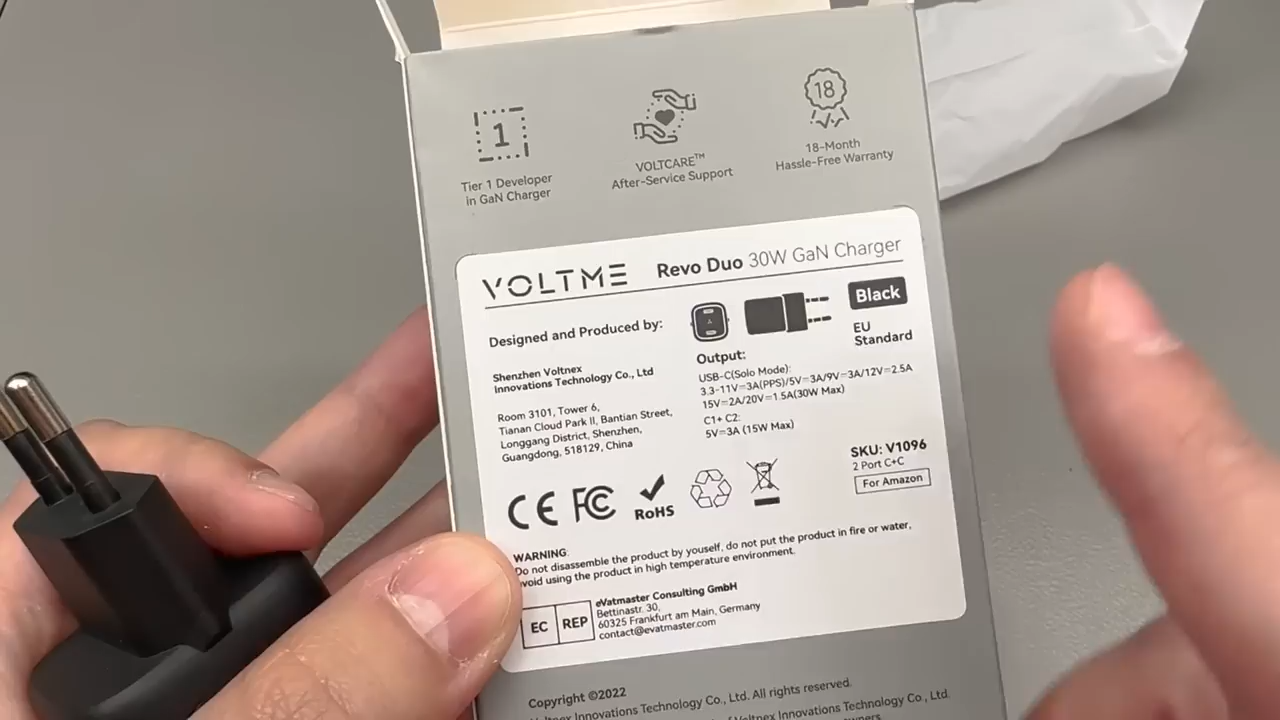 1
18
Tier 1 Developer
in GaN Charger
VOLTCARE™
After-Service Support
18-Month
Hassle-Free Warranty
VOLTME
Revo Duo 30W GaN Charger
Designed and Produced by:
Black
EU
Standard
Shenzhen Voltnex
Innovations Technology Co., Ltd
Room 3101, Tower 6,
Tianan Cloud Park II, Bantian Street,
Longgang District, Shenzhen,
Guangdong, 518129, China
Output:
USB-C(Solo Mode):
3.3-11V⎓3A(PPS)/5V⎓3A/9V⎓3A/12V⎓2.5A
15V⎓2A/20V⎓1.5A(30W Max)
C1+ C2:
5V⎓3A (15W Max)
SKU: V1096
2 Port C+C
For Amazon
CE FC RoHS
WARNING:
Do not disassemble the product by youself, do not put the product in fire or water,
void using the product in high temperature environment.
EC REP
eVatmaster Consulting GmbH
Bettinastr. 30,
60325 Frankfurt am Main, Germany
contact@evatmaster.com
Copyright ©2022
Voltnex Innovations Technology Co., Ltd. All rights reserved.
of Voltnex Innovations Technology Co., Ltd.
owners